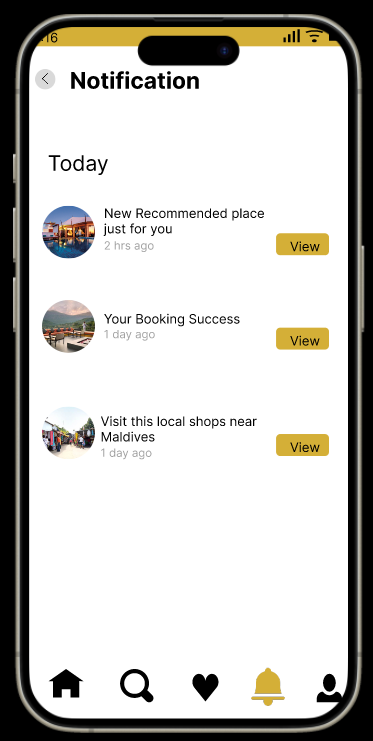 Notification
Today
New Recommended place
just for you
2 hrs ago
View
Your Booking Success
1 day ago
View
Visit this local shops near
Maldives
1 day ago
View